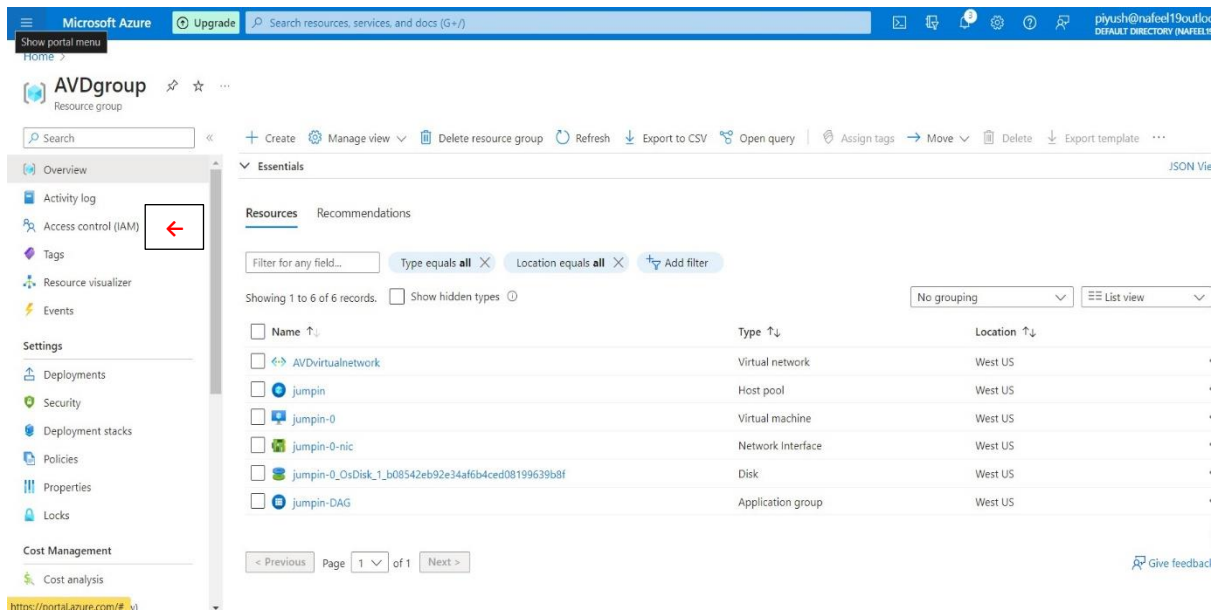 Microsoft Azure
Upgrade
Search resources, services, and docs (G+/)
3
piyush@nafeel19outloo
DEFAULT DIRECTORY (NAFEEL19
Show portal menu
Home >
AVDgroup
Resource group
Search
Create
Manage view
Delete resource group
Refresh
Export to CSV
Open query
Assign tags
Move
Delete
Export template
Overview
Activity log
Access control (IAM)
Tags
Resource visualizer
Events
Settings
Deployments
Security
Deployment stacks
Policies
Properties
Locks
Cost Management
Cost analysis
https://portal.azure.com/#
Essentials
JSON Vie
Resources Recommendations
Filter for any field...
Type equals all
Location equals all
Add filter
Showing 1 to 6 of 6 records.
Show hidden types
No grouping
List view
Name Type Location
AVDvirtualnetwork Virtual network West US
jumpin Host pool West US
jumpin-0 Virtual machine West US
jumpin-0-nic Network Interface West US
jumpin-0_OsDisk_1_b08542eb92e34af6b4ced08199639b8f Disk West US
jumpin-DAG Application group West US
< Previous Page 1 of 1 Next >
Give feedback